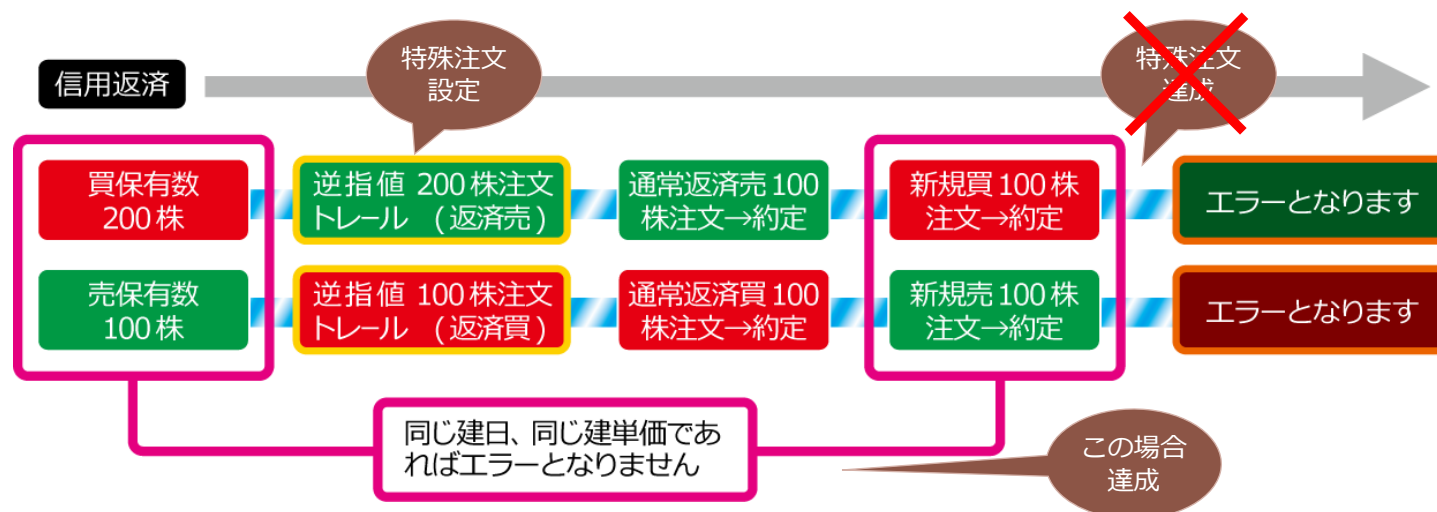 特殊注文
設定
特殊注文
達成
信用返済
買保有数
200株
逆指値 200株注文
トレール (返済売)
通常返済売100
株注文→約定
新規買100株
注文→約定
エラーとなります
売保有数
100株
逆指値 100株注文
トレール (返済買)
通常返済買100
株注文→約定
新規売100株
注文→約定
エラーとなります
同じ建日、同じ建単価であ
ればエラーとなりません
この場合
達成